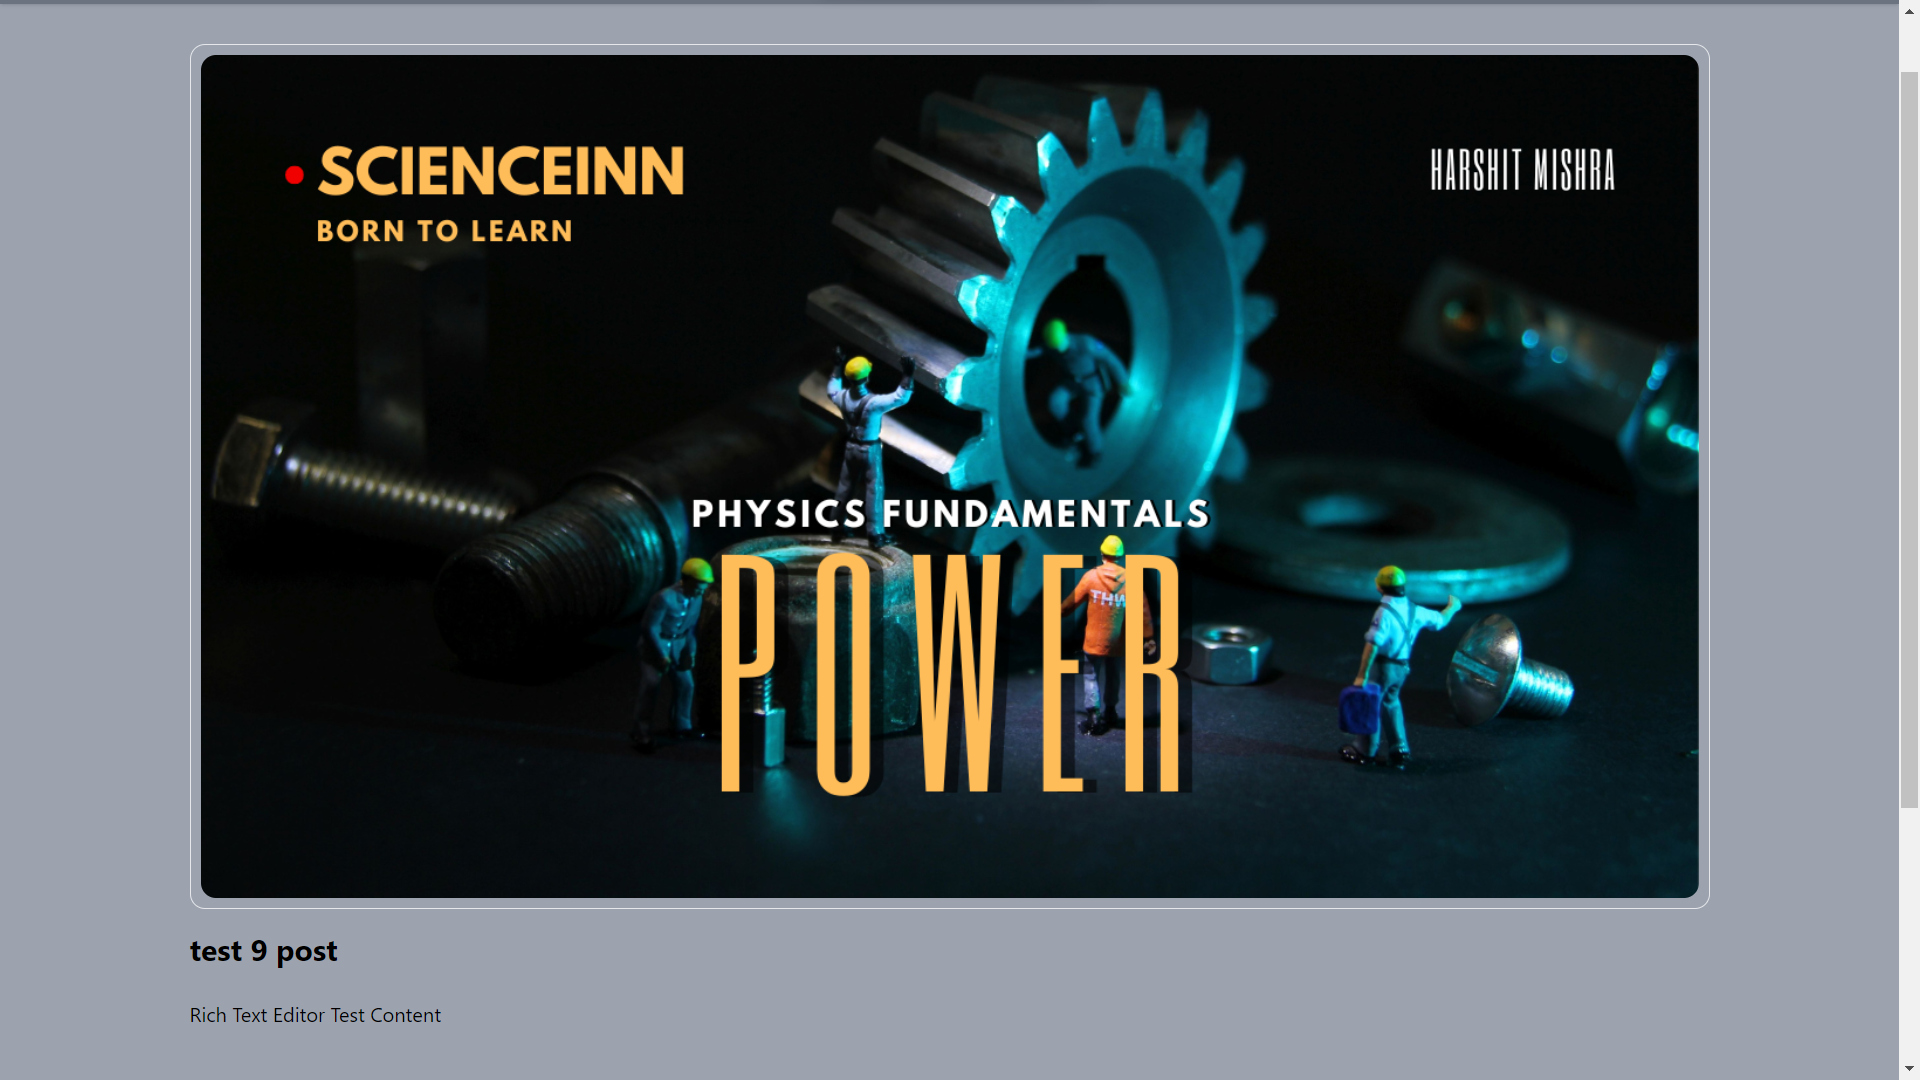 SCIENCEINN
BORN TO LEARN
HARSHIT MISHRA
PHYSICS FUNDAMENTALS
THW
POWER
test 9 post
Rich Text Editor Test Content